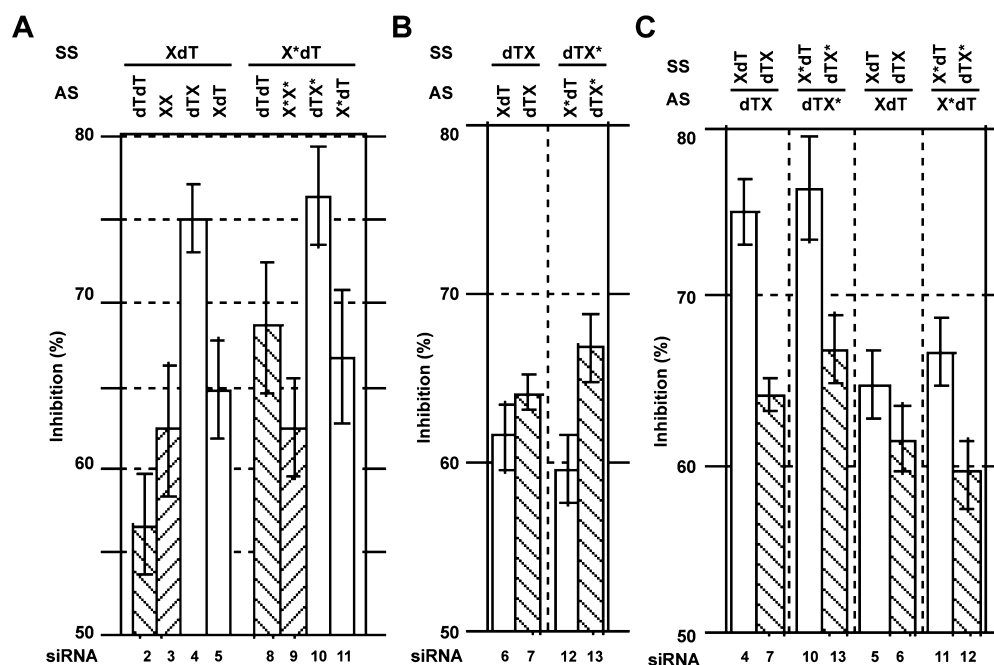 A
SS XdT X*dT
AS dTdT XX dTX XdT dTdT X*X* dTX* X*dT
80
70
60
50
Inhibition (%)
siRNA 2 3 4 5 8 9 10 11
B
SS dTX dTX*
AS XdT dTX X*dT dTX*
80
70
60
50
Inhibition (%)
siRNA 6 7 12 13
C
SS XdT dTX X*dT dTX* XdT dTX X*dT dTX*
AS dTX dTX* XdT X*dT
80
70
60
50
Inhibition (%)
siRNA 4 7 10 13 5 6 11 12